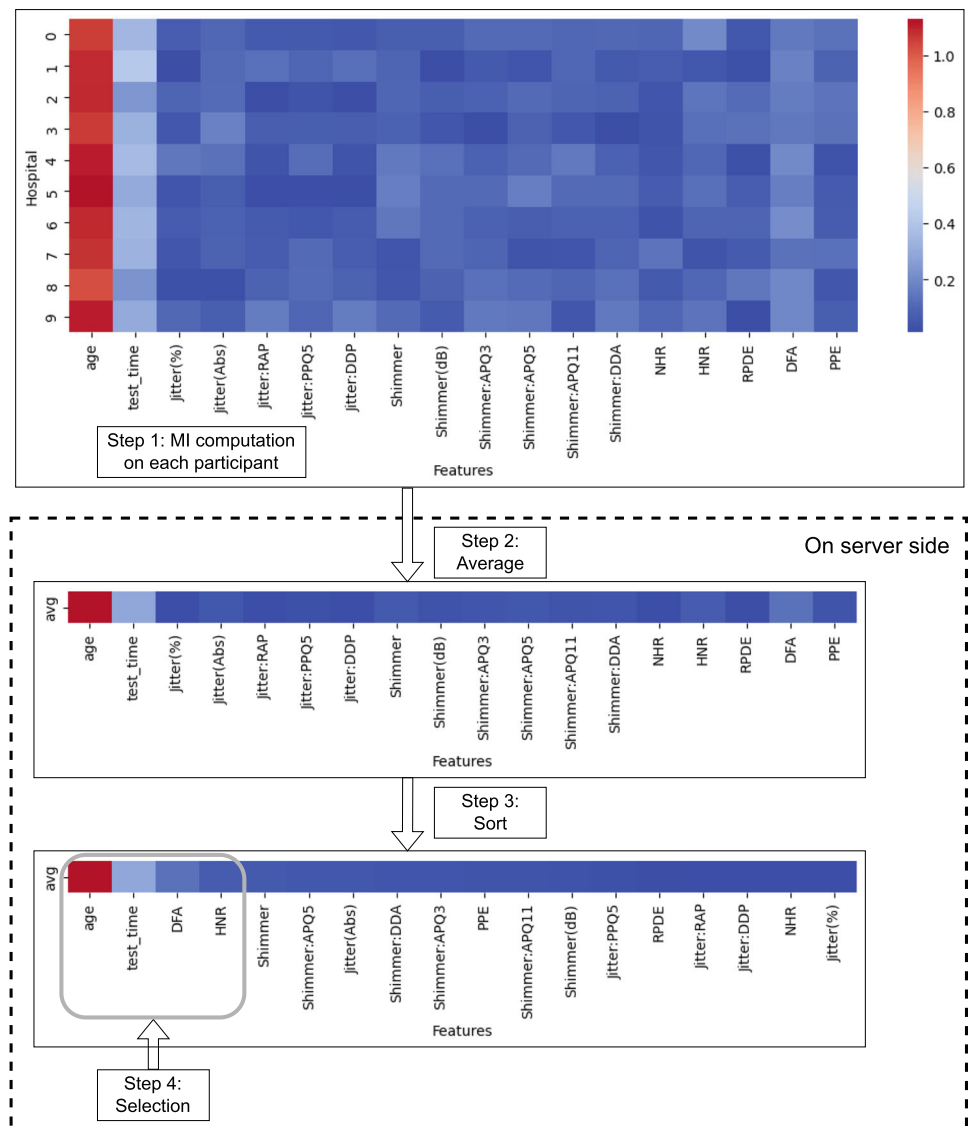 0
1
2
3
4
5
6
7
8
9
Hospital
1.0
0.8
0.6
0.4
0.2
age
test_time
Jitter(%)
Jitter(Abs)
Jitter:RAP
Jitter:PPQ5
Jitter:DDP
Shimmer
Shimmer(dB)
Shimmer:APQ3
Shimmer:APQ5
Shimmer:APQ11
Shimmer:DDA
NHR
HNR
RPDE
DFA
PPE
Features
Step 1: MI computation
on each participant
Step 2:
Average
On server side
avg
age
test_time
Jitter(%)
Jitter(Abs)
Jitter:RAP
Jitter:PPQ5
Jitter:DDP
Shimmer
Shimmer(dB)
Shimmer:APQ3
Shimmer:APQ5
Shimmer:APQ11
Shimmer:DDA
NHR
HNR
RPDE
DFA
PPE
Features
Step 3:
Sort
avg
age
test_time
DFA
HNR
Shimmer
Shimmer:APQ5
Jitter(Abs)
Shimmer:DDA
Shimmer:APQ3
PPE
Shimmer:APQ11
Shimmer(dB)
Jitter:PPQ5
RPDE
Jitter:RAP
Jitter:DDP
NHR
Jitter(%)
Features
Step 4:
Selection